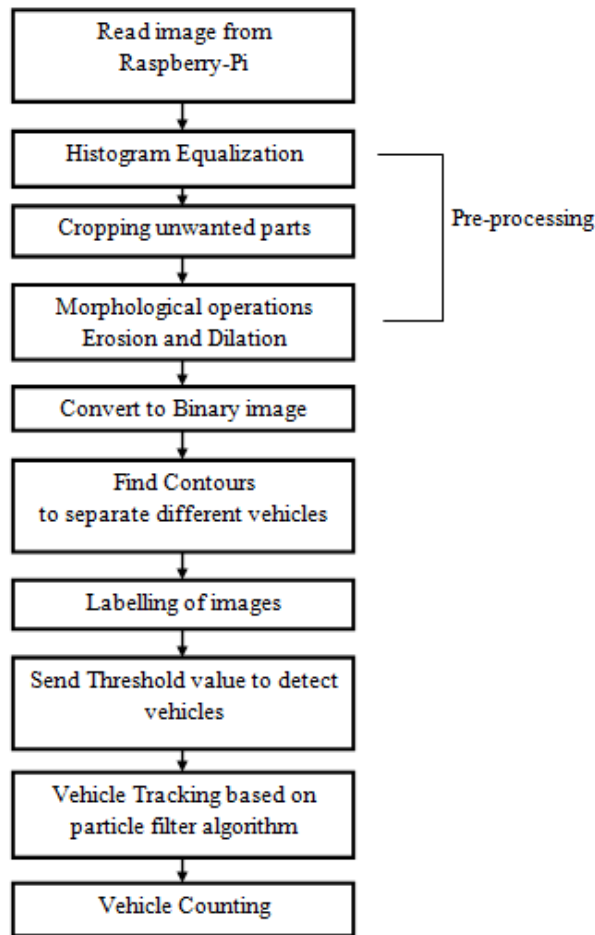 Read image from
Raspberry-Pi
Histogram Equalization
Pre-processing
Cropping unwanted parts
Morphological operations
Erosion and Dilation
Convert to Binary image
Find Contours
to separate different vehicles
Labelling of images
Send Threshold value to detect
vehicles
Vehicle Tracking based on
particle filter algorithm
Vehicle Counting